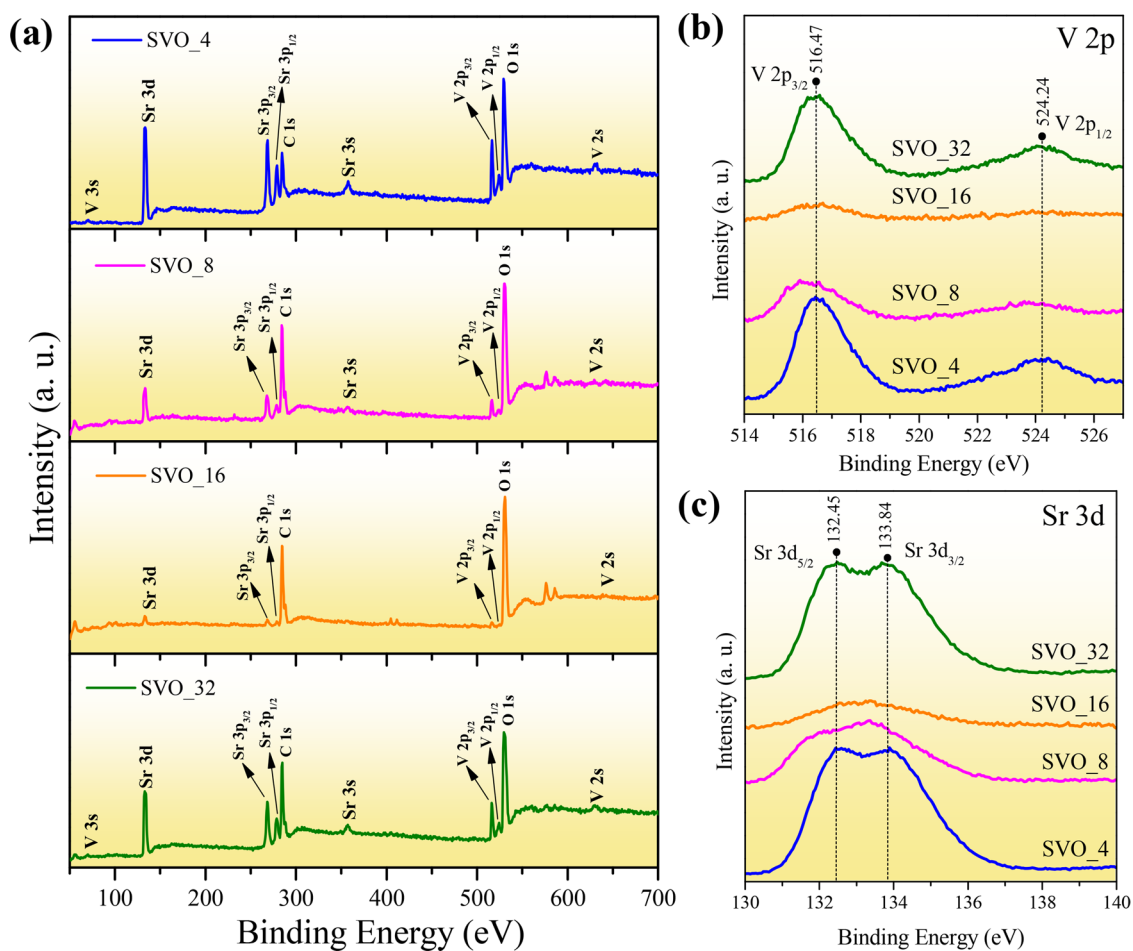 (a)
SVO_4
V 3s
Sr 3d
Sr 3p3/2
Sr 3p1/2
C 1s
Sr 3s
V 2p3/2
V 2p1/2
O 1s
V 2s
SVO_8
Sr 3d
Sr 3p3/2
Sr 3p1/2
C 1s
Sr 3s
V 2p3/2
V 2p1/2
O 1s
V 2s
SVO_16
Sr 3d
Sr 3p3/2
Sr 3p1/2
C 1s
V 2p3/2
V 2p1/2
O 1s
V 2s
SVO_32
V 3s
Sr 3d
Sr 3p3/2
Sr 3p1/2
C 1s
Sr 3s
V 2p3/2
V 2p1/2
O 1s
V 2s
Intensity (a. u.)
100 200 300 400 500 600 700
Binding Energy (eV)
(b)
V 2p
V 2p3/2
516.47
524.24
V 2p1/2
SVO_32
SVO_16
SVO_8
SVO_4
Intensity (a. u.)
514 516 518 520 522 524 526
Binding Energy (eV)
(c)
Sr 3d
Sr 3d5/2
132.45
133.84
Sr 3d3/2
SVO_32
SVO_16
SVO_8
SVO_4
Intensity (a. u.)
130 132 134 136 138 140
Binding Energy (eV)